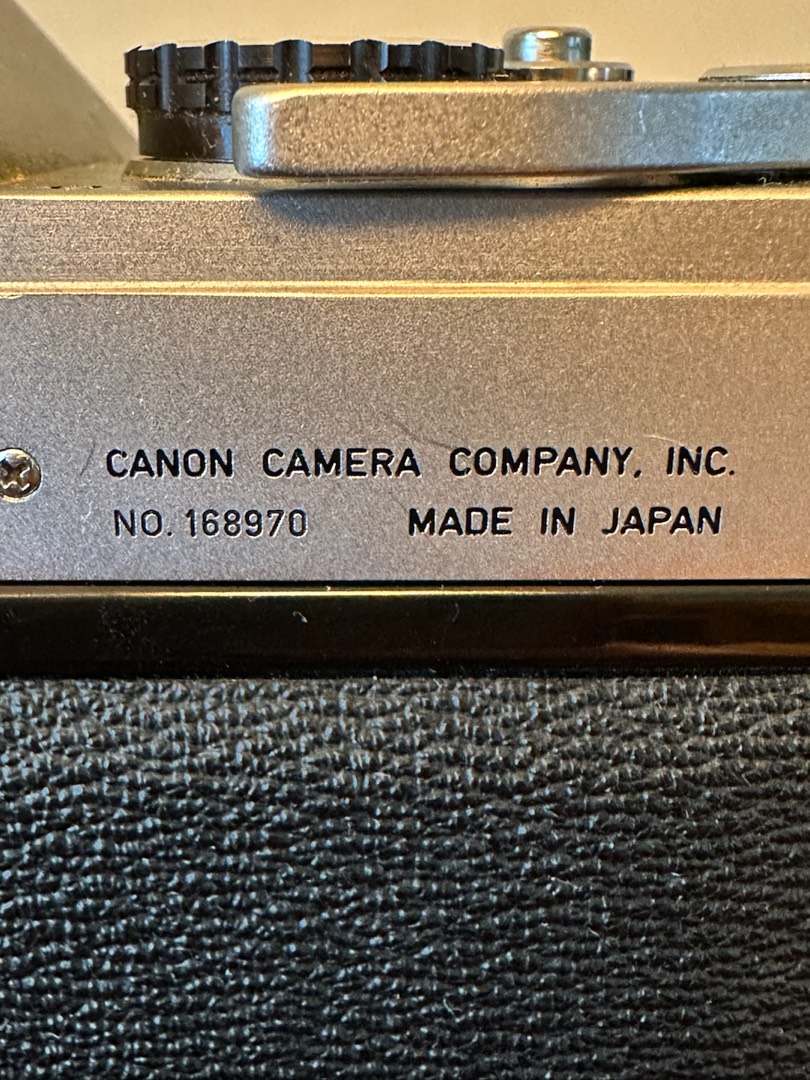 CANON CAMERA COMPANY, INC.
NO. 168970 MADE IN JAPAN